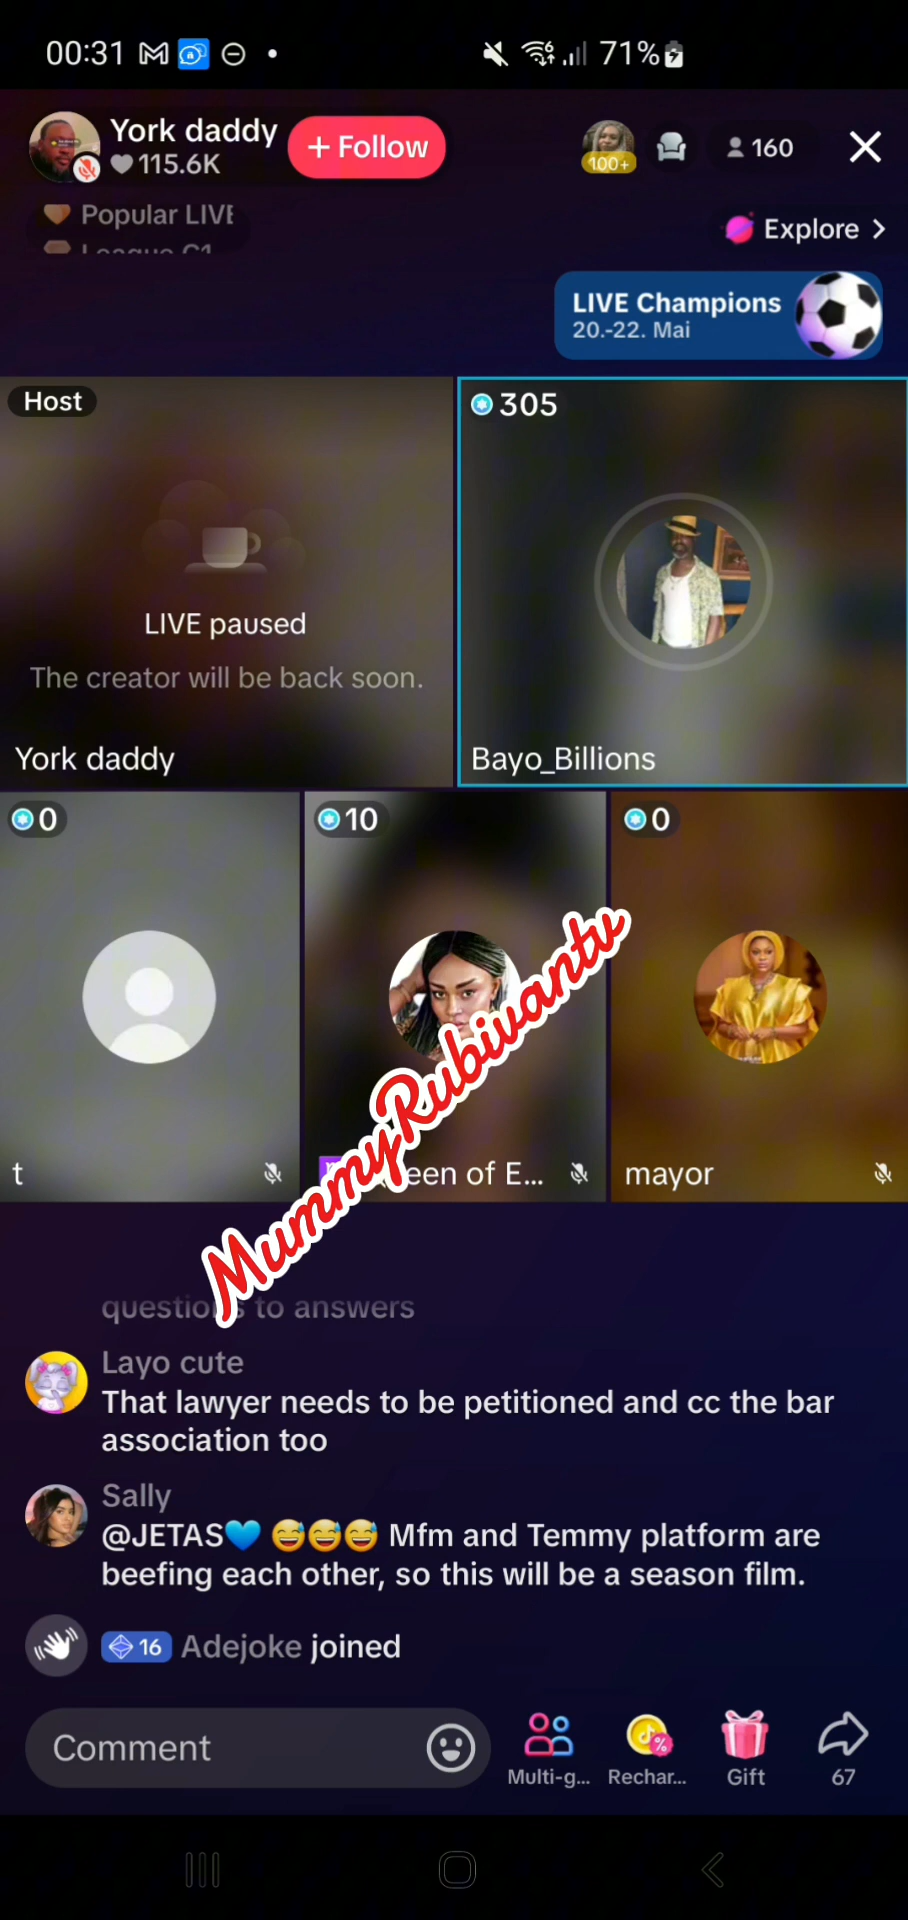 00:31
71%
York daddy
115.6K
+ Follow
100+
160
Popular LIVE
League C1
Explore >
LIVE Champions
20.-22. Mai
Host
305
LIVE paused
The creator will be back soon.
York daddy
Bayo_Billions
0
10
0
t
een of E...
mayor
MummyRubivantv
questions to answers
Layo cute
That lawyer needs to be petitioned and cc the bar
association too
Sally
@JETAS💙 😅😅😅 Mfm and Temmy platform are
beefing each other, so this will be a season film.
16 Adejoke joined
Comment
Multi-g...
Rechar...
Gift
67